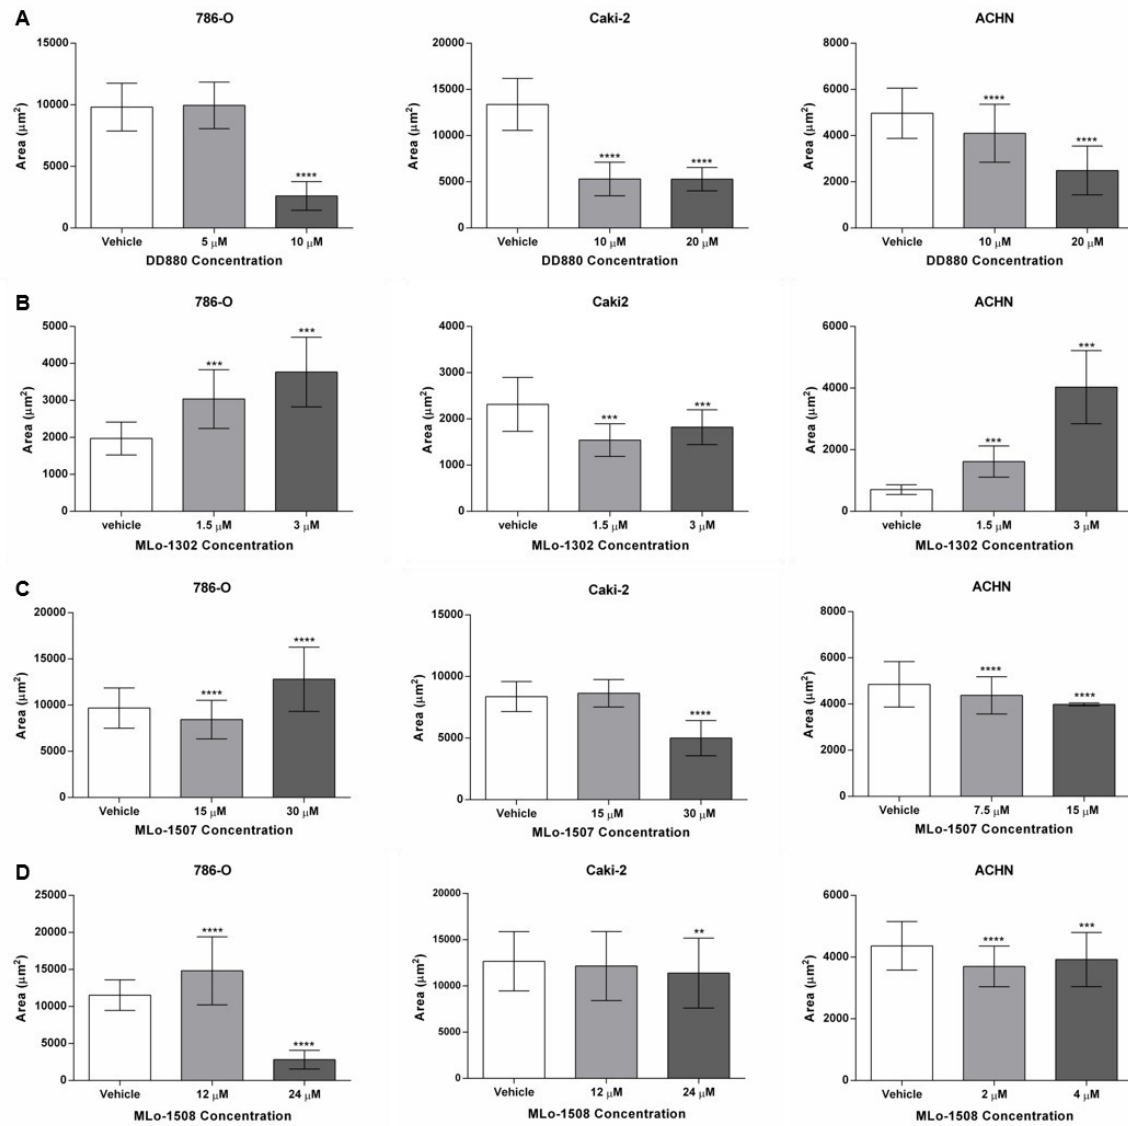 A
786-O
Caki-2
ACHN
Area (μm²)
15000
10000
5000
0
****
Vehicle
5 μM
10 μM
DD880 Concentration
Area (μm²)
20000
15000
10000
5000
0
****
****
Vehicle
10 μM
20 μM
DD880 Concentration
Area (μm²)
8000
6000
4000
2000
0
****
****
Vehicle
10 μM
20 μM
DD880 Concentration
B
786-O
Caki2
ACHN
Area (μm²)
5000
4000
3000
2000
1000
0
***
***
vehicle
1.5 μM
3 μM
MLo-1302 Concentration
Area (μm²)
4000
3000
2000
1000
0
***
***
vehicle
1.5 μM
3 μM
MLo-1302 Concentration
Area (μm²)
6000
4000
2000
0
***
***
vehicle
1.5 μM
3 μM
MLo-1302 Concentration
C
786-O
Caki-2
ACHN
Area (μm²)
20000
15000
10000
5000
0
****
****
Vehicle
15 μM
30 μM
MLo-1507 Concentration
Area (μm²)
15000
10000
5000
0
****
Vehicle
15 μM
30 μM
MLo-1507 Concentration
Area (μm²)
8000
6000
4000
2000
0
****
****
Vehicle
7.5 μM
15 μM
MLo-1507 Concentration
D
786-O
Caki-2
ACHN
Area (μm²)
25000
20000
15000
10000
5000
0
****
****
Vehicle
12 μM
24 μM
MLo-1508 Concentration
Area (μm²)
20000
15000
10000
5000
0
**
Vehicle
12 μM
24 μM
MLo-1508 Concentration
Area (μm²)
6000
4000
2000
0
****
***
Vehicle
2 μM
4 μM
MLo-1508 Concentration